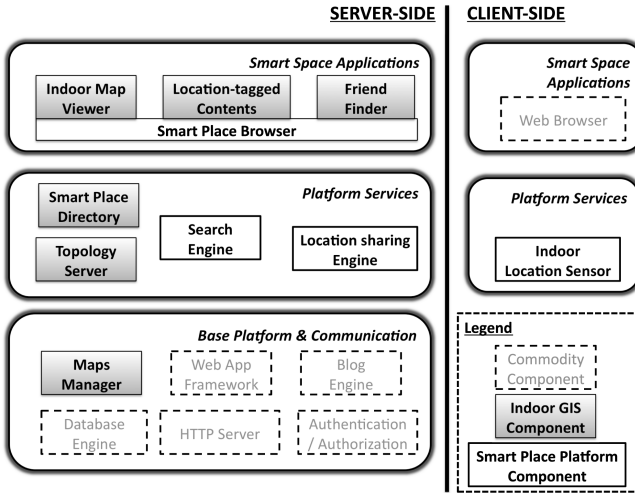 SERVER-SIDE
CLIENT-SIDE
Smart Space Applications
Indoor Map
Viewer
Location-tagged
Contents
Friend
Finder
Smart Place Browser
Smart Space
Applications
Web Browser
Platform Services
Smart Place
Directory
Topology
Server
Search
Engine
Location sharing
Engine
Platform Services
Indoor
Location Sensor
Base Platform & Communication
Maps
Manager
Web App
Framework
Blog
Engine
Database
Engine
HTTP Server
Authentication
/ Authorization
Legend
Commodity
Component
Indoor GIS
Component
Smart Place Platform
Component